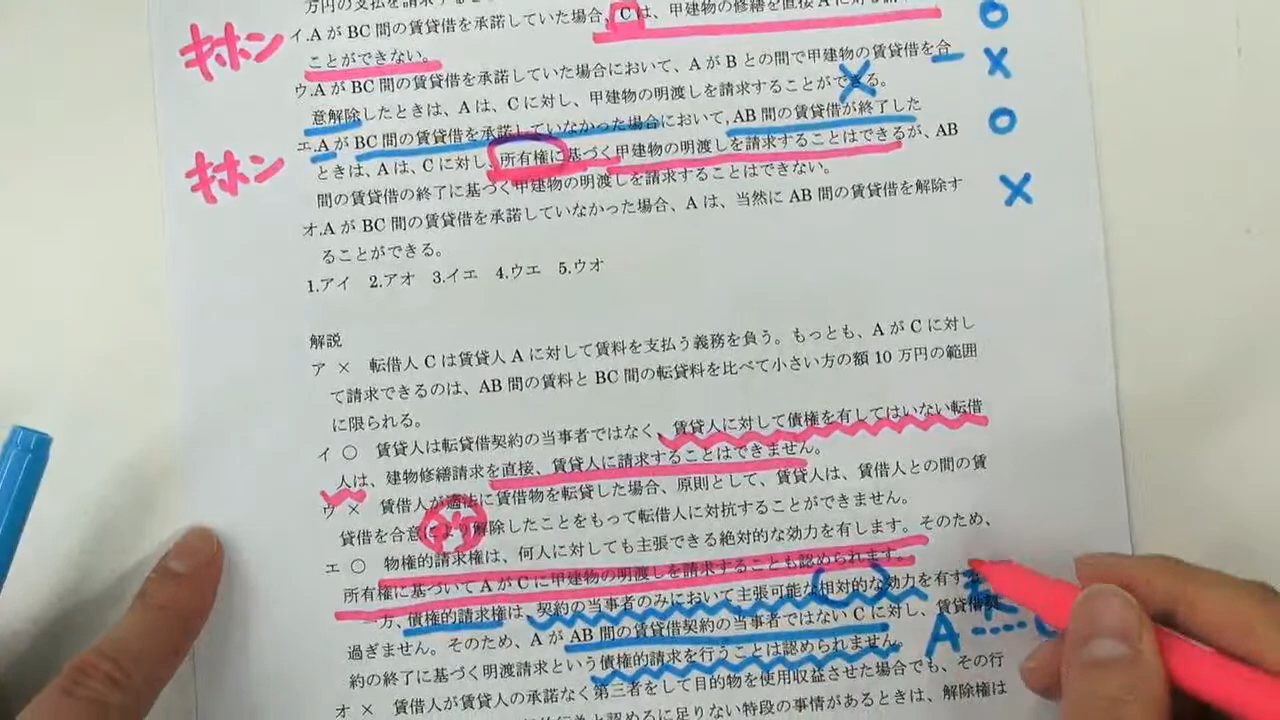 万円の支払を請求する
キホン
イ.A が BC 間の賃貸借を承諾していた場合、C は、甲建物の修繕を直接 A に対
ことができない。
○
ウ.A が BC 間の賃貸借を承諾していた場合において、A が B との間で甲建物の賃貸借を合
意解除したときは、A は、C に対し、甲建物の明渡しを請求することができる。
×
×
キホン
エ.A が BC 間の賃貸借を承諾していなかった場合において、AB 間の賃貸借が終了した
ときは、A は、C に対し、所有権に基づく甲建物の明渡しを請求することはできるが、AB
間の賃貸借の終了に基づく甲建物の明渡しを請求することはできない。
○
オ.A が BC 間の賃貸借を承諾していなかった場合、A は、当然に AB 間の賃貸借を解除す
ることができる。
×
1.アイ 2.アオ 3.イエ 4.ウエ 5.ウオ
解説
ア × 転借人 C は賃貸人 A に対して賃料を支払う義務を負う。もっとも、A が C に対し
て請求できるのは、AB 間の賃料と BC 間の転貸料を比べて小さい方の額 10 万円の範囲
に限られる。
イ ○ 賃貸人は転貸借契約の当事者ではなく、賃貸人に対して債権を有してはいない転借
人は、建物修繕請求を直接、賃貸人に請求することはできません。
ウ × 賃借人が適法に賃借物を転貸した場合、原則として、賃貸人は、賃借人との間の賃
貸借を合意により解除したことをもって転借人に対抗することができません。
エ ○ 物権的請求権は、何人に対しても主張できる絶対的な効力を有します。そのため、
所有権に基づいて A が C に甲建物の明渡しを請求することも認められます。
一方、債権的請求権は、契約の当事者のみにおいて主張可能な相対的な効力を有する
過ぎません。そのため、A が AB 間の賃貸借契約の当事者ではない C に対し、賃貸借契
約の終了に基づく明渡請求という債権的請求を行うことは認められません。
A
オ × 賃借人が賃貸人の承諾なく第三者をして目的物を使用収益させた場合でも、その行
と認めるに足りない特段の事情があるときは、解除権は